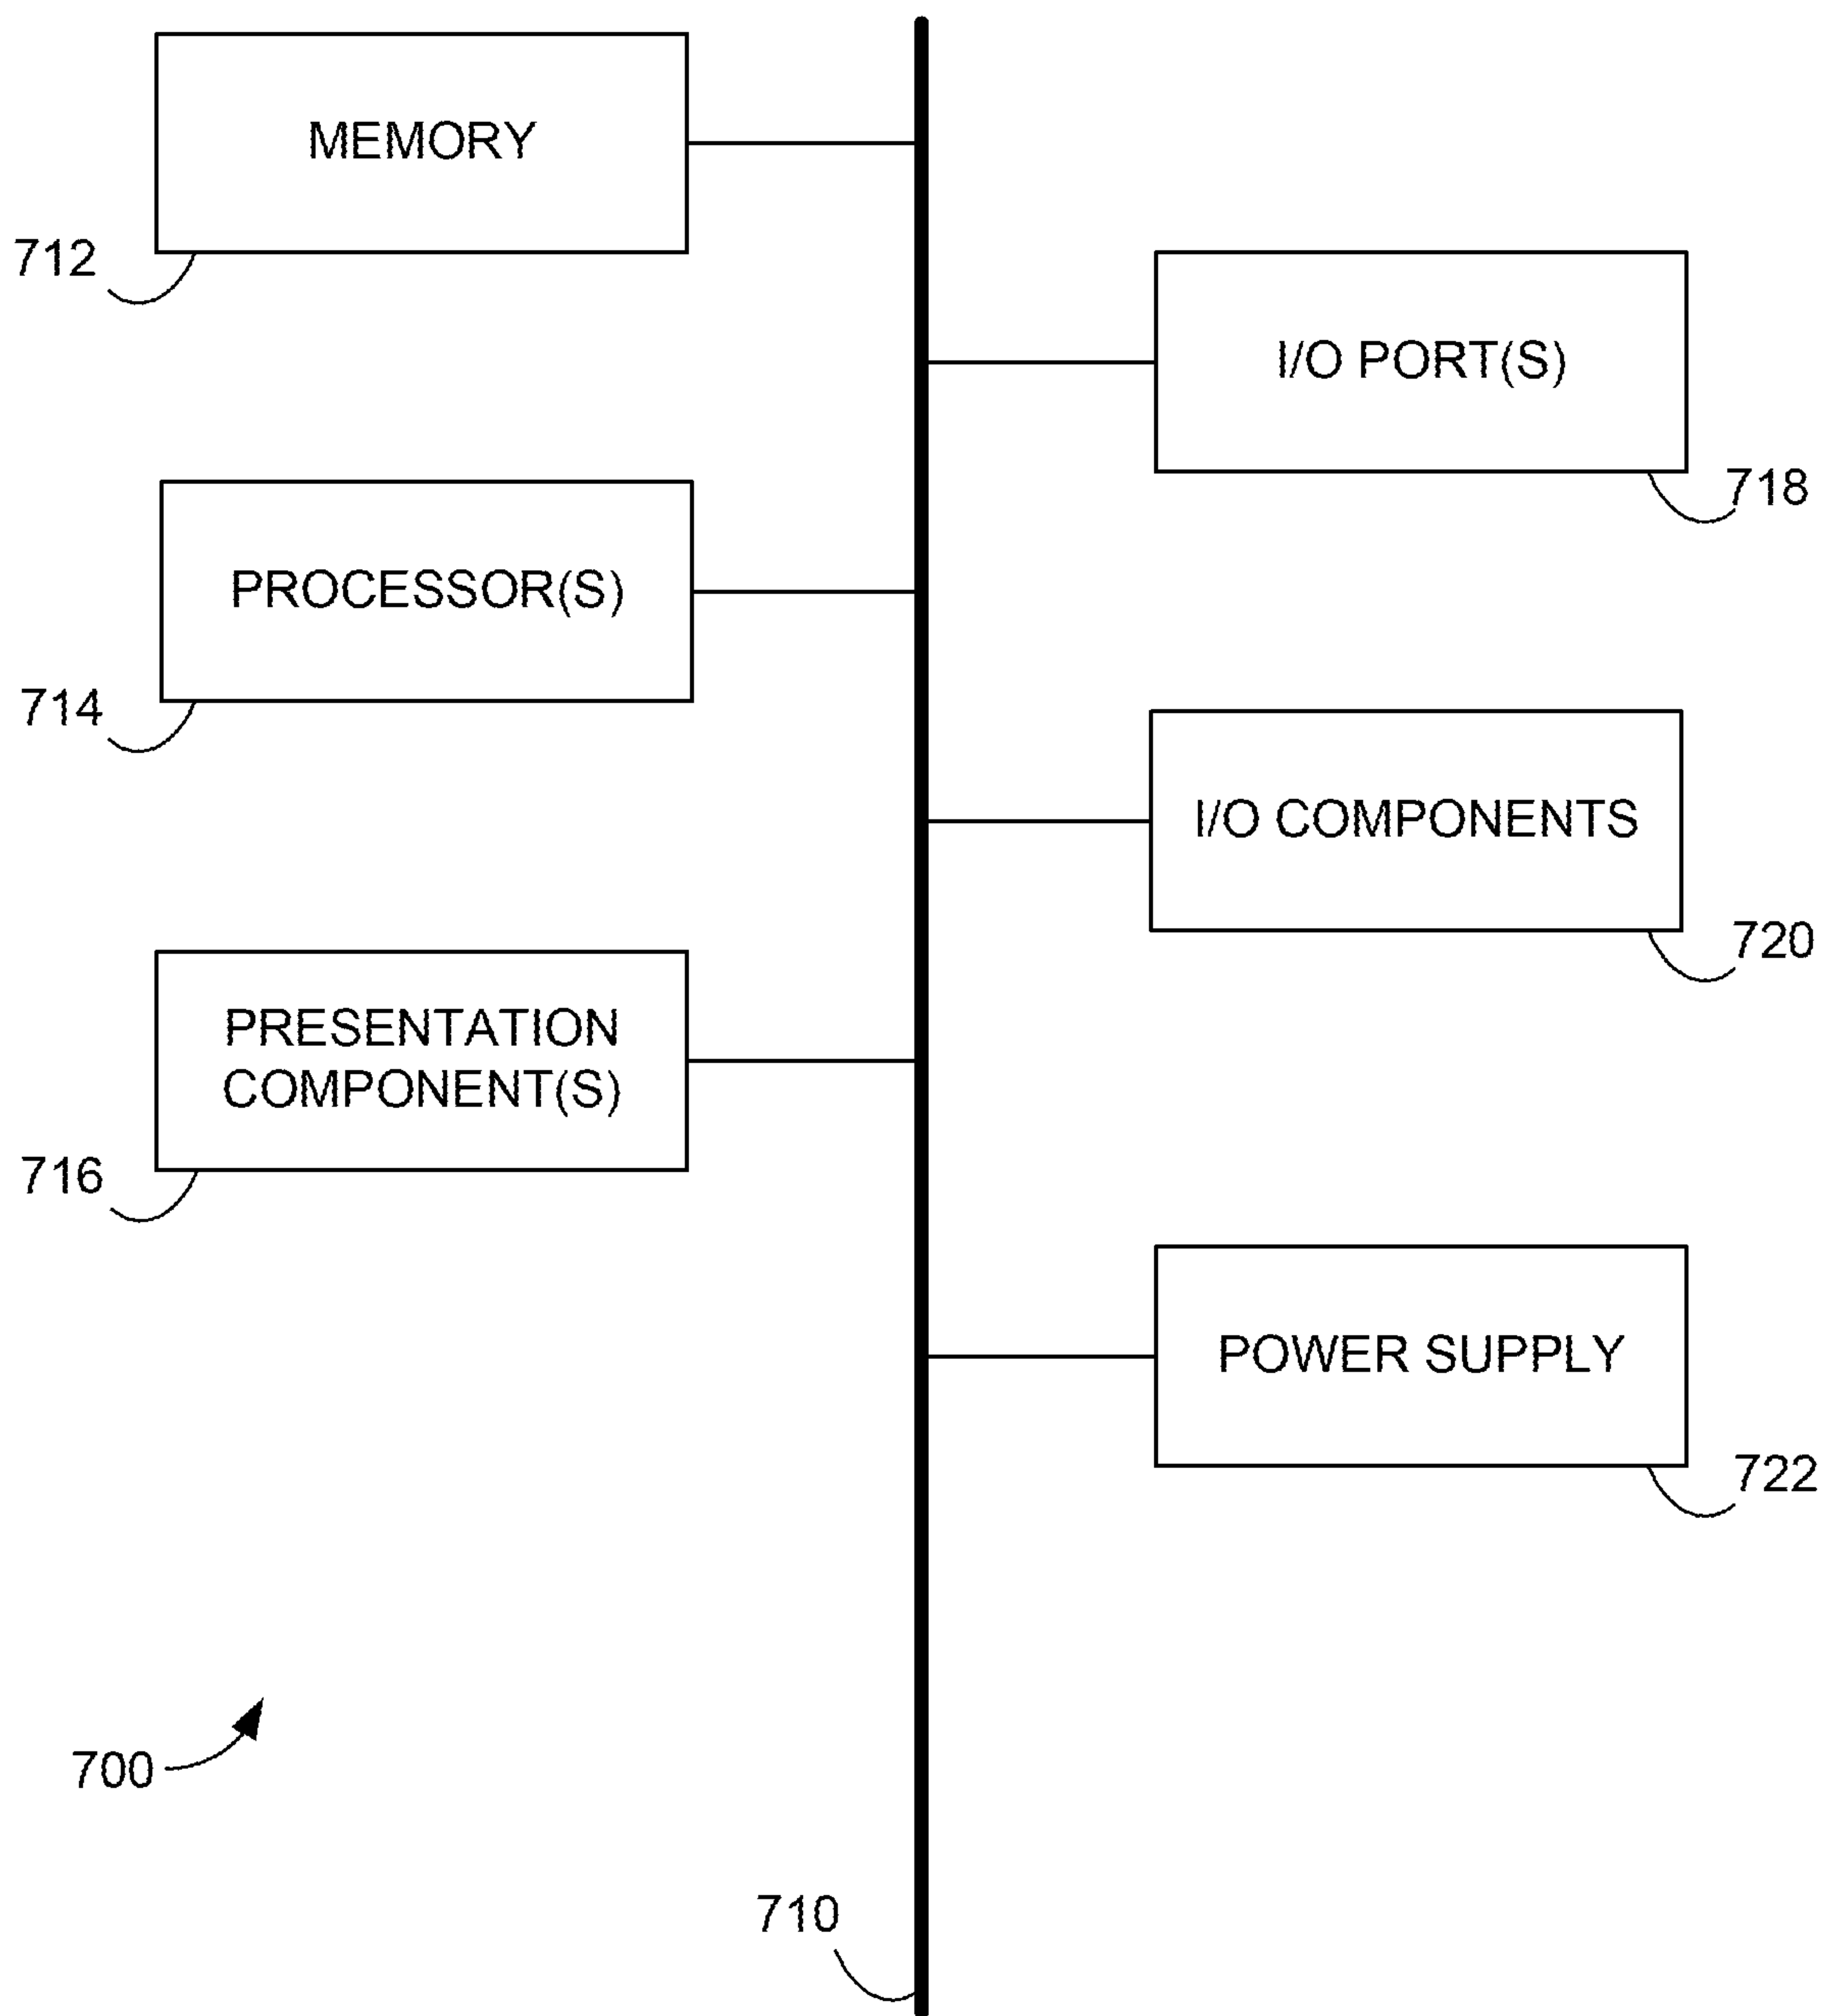 MEMORY
712
I/O PORT(S)
718
PROCESSOR(S)
714
I/O COMPONENTS
720
PRESENTATION
COMPONENT(S)
716
POWER SUPPLY
722
700
710